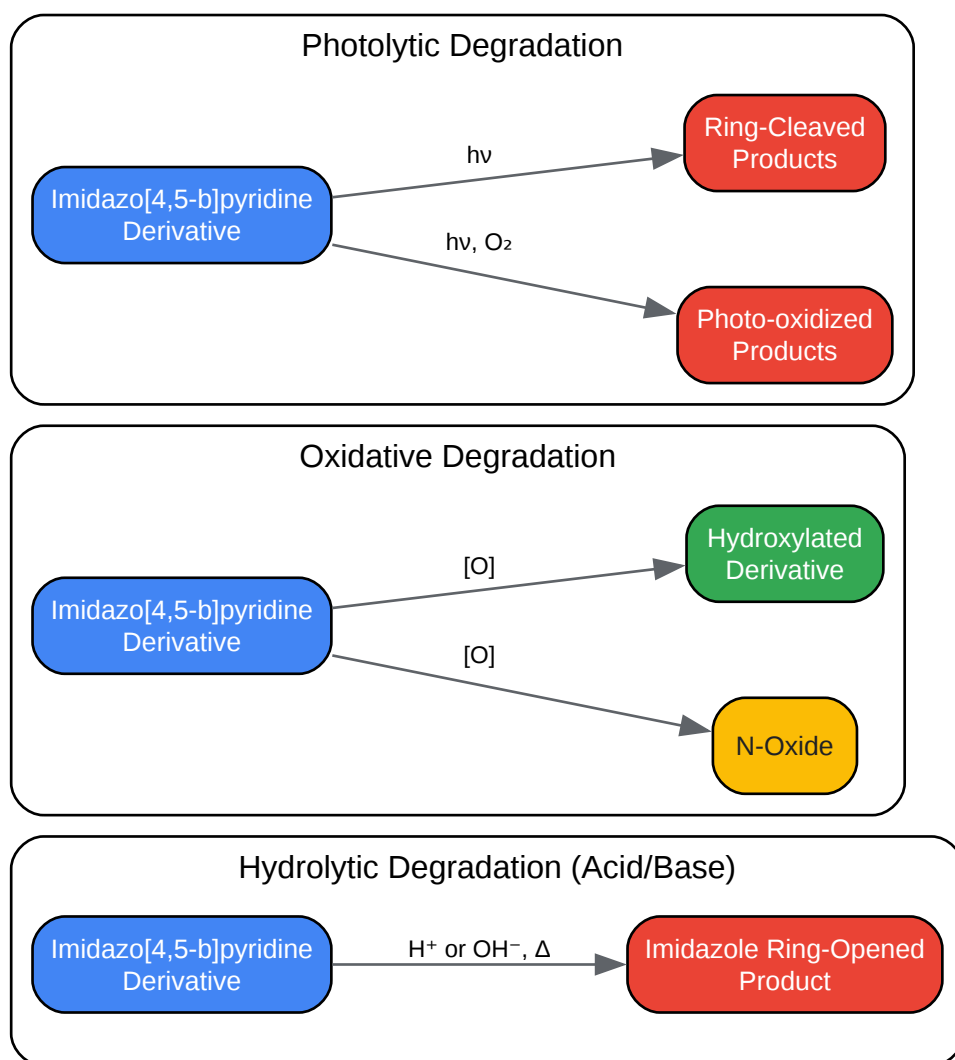 Photolytic Degradation
Imidazo[4,5-b]pyridine
Derivative
hν
Ring-Cleaved
Products
hν, O₂
Photo-oxidized
Products
Oxidative Degradation
Imidazo[4,5-b]pyridine
Derivative
[O]
Hydroxylated
Derivative
[O]
N-Oxide
Hydrolytic Degradation (Acid/Base)
Imidazo[4,5-b]pyridine
Derivative
H⁺ or OH⁻, Δ
Imidazole Ring-Opened
Product